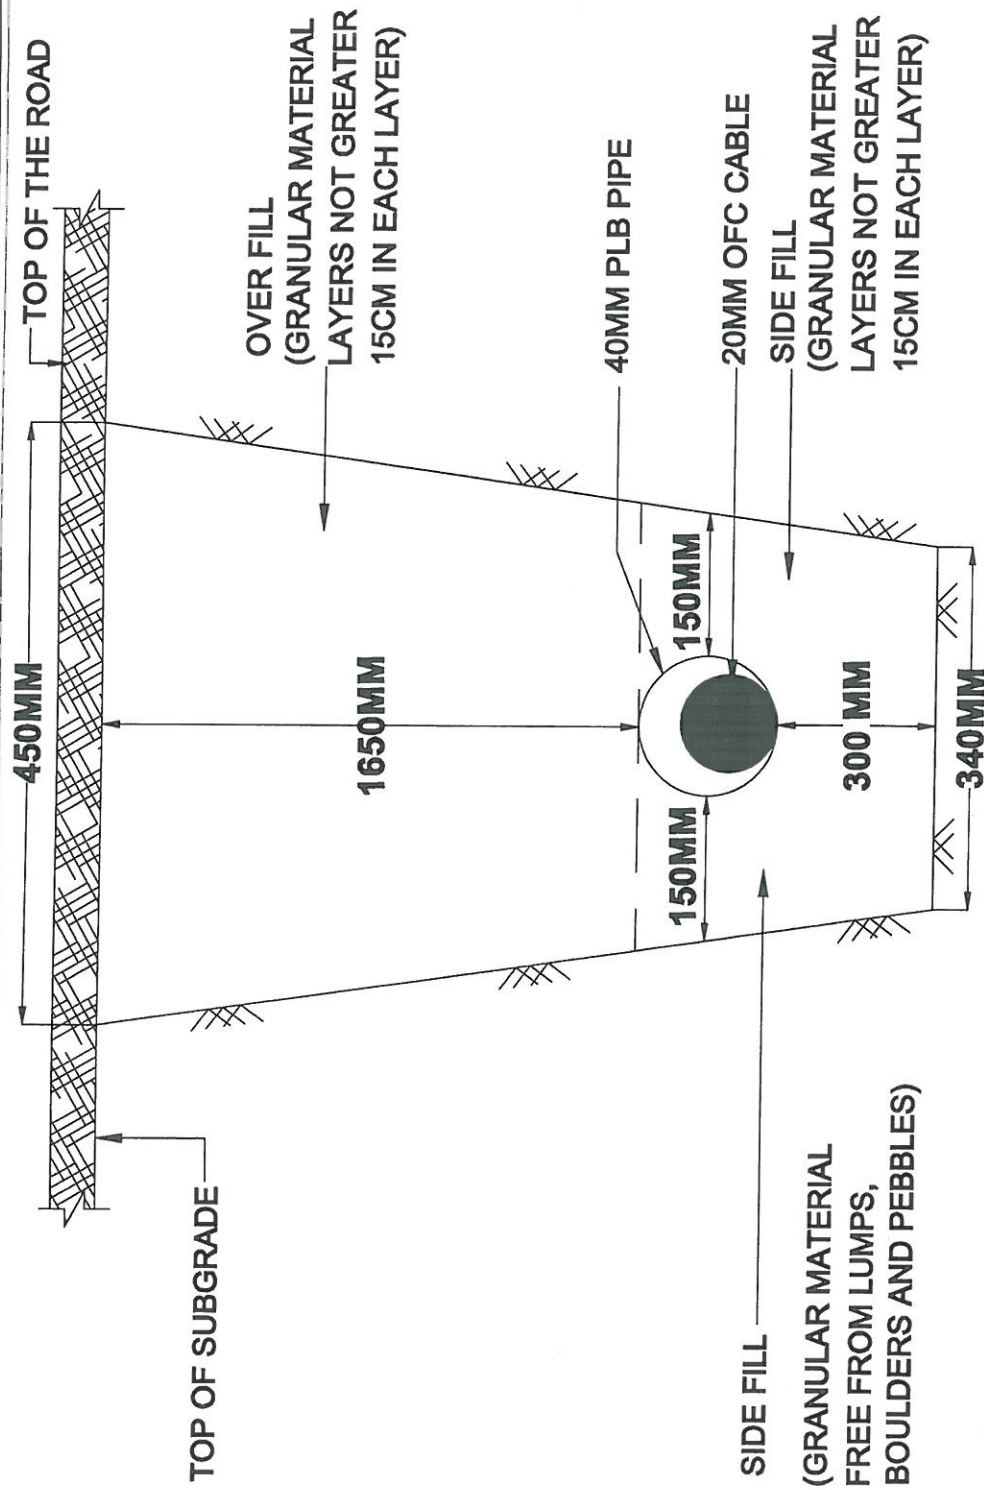 TOP OF THE ROAD
450MM
OVER FILL
(GRANULAR MATERIAL
LAYERS NOT GREATER
15CM IN EACH LAYER)
TOP OF SUBGRADE
1650MM
40MM PLB PIPE
150MM
150MM
20MM OFC CABLE
SIDE FILL
(GRANULAR MATERIAL
LAYERS NOT GREATER
15CM IN EACH LAYER)
300 MM
340MM
SIDE FILL
(GRANULAR MATERIAL
FREE FROM LUMPS,
BOULDERS AND PEBBLES)